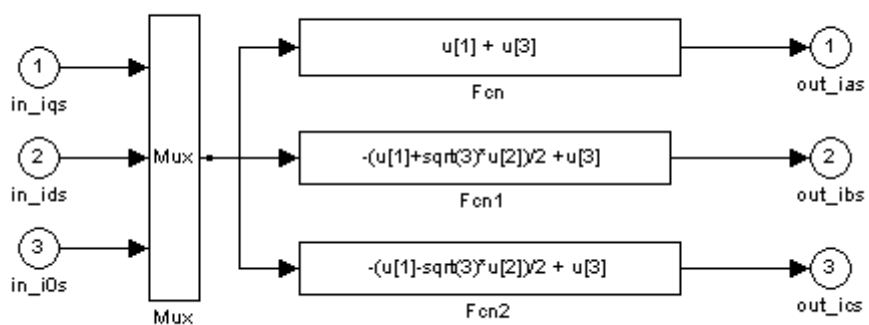 1
in_iqs
2
in_ids
3
in_i0s
Mux
Mux
u[1] + u[3]
Fcn
-(u[1]+sqrt(3)*u[2])/2 +u[3]
Fcn1
-(u[1]-sqrt(3)*u[2])/2 + u[3]
Fcn2
1
out_ias
2
out_ibs
3
out_ics